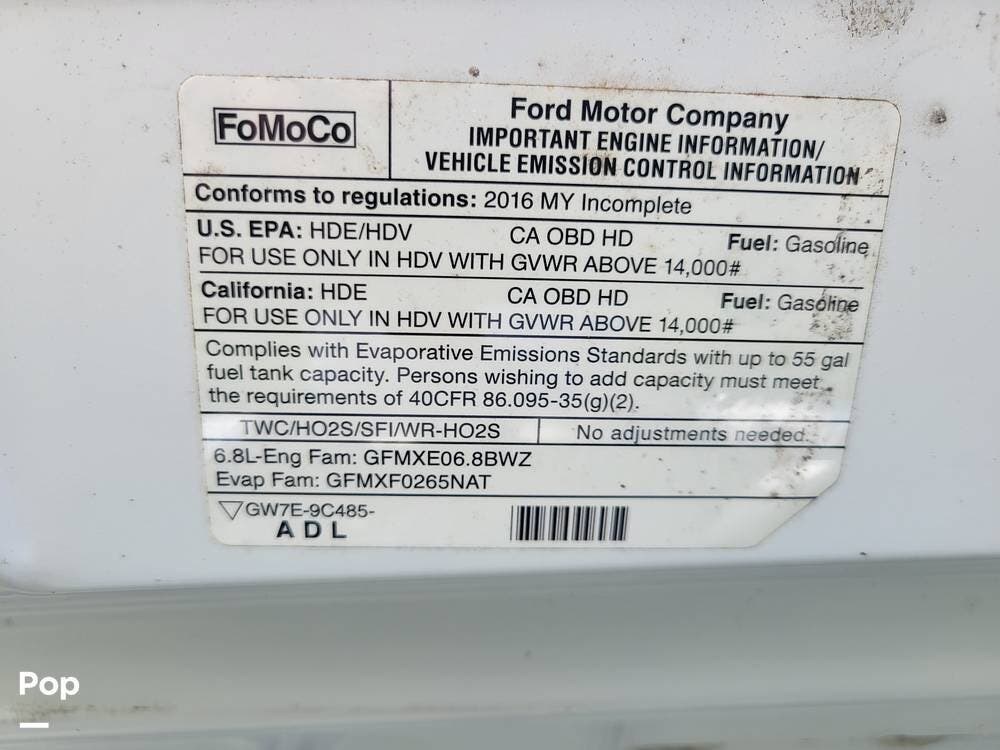 FoMoCo
Ford Motor Company
IMPORTANT ENGINE INFORMATION/
VEHICLE EMISSION CONTROL INFORMATION
Conforms to regulations: 2016 MY Incomplete
U.S. EPA: HDE/HDV CA OBD HD Fuel: Gasoline
FOR USE ONLY IN HDV WITH GVWR ABOVE 14,000#
California: HDE CA OBD HD Fuel: Gasoline
FOR USE ONLY IN HDV WITH GVWR ABOVE 14,000#
Complies with Evaporative Emissions Standards with up to 55 gal
fuel tank capacity. Persons wishing to add capacity must meet
the requirements of 40CFR 86.095-35(g)(2).
TWC/HO2S/SFI/WR-HO2S No adjustments needed.
6.8L-Eng Fam: GFMXE06.8BWZ
Evap Fam: GFMXF0265NAT
GW7E-9C485-
ADL
Pop